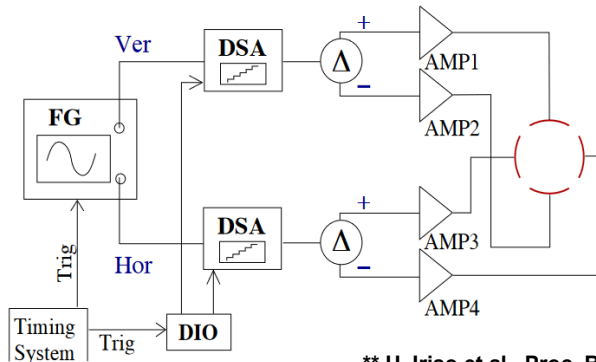 Ver
DSA
Δ
+
−
AMP1
AMP2
FG
Hor
DSA
Δ
+
−
AMP3
AMP4
Trig
Timing
System
Trig
DIO
** U. Iriso et al., Proc.